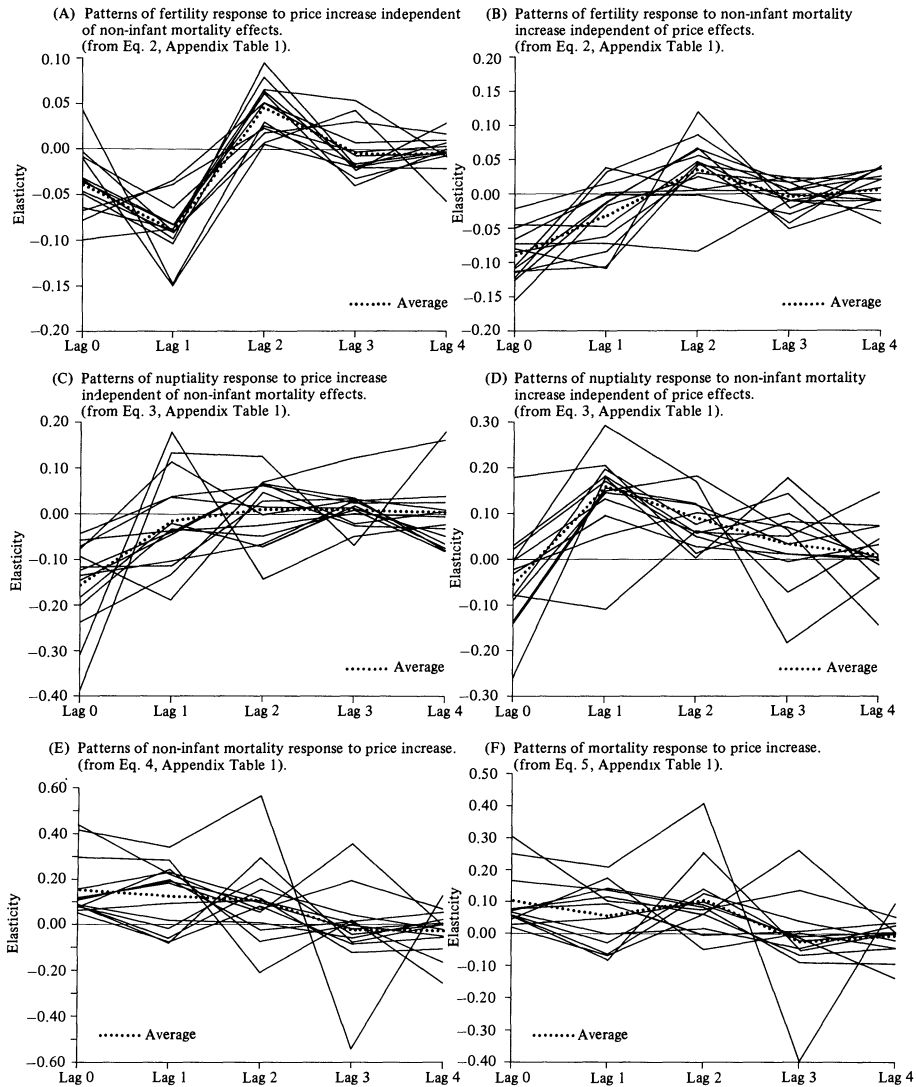 (A) Patterns of fertility response to price increase independent
of non-infant mortality effects.
(from Eq. 2, Appendix Table 1).
0.10
0.05
0.00
−0.05
−0.10
−0.15
−0.20
Elasticity
Average
Lag 0 Lag 1 Lag 2 Lag 3 Lag 4
(B) Patterns of fertility response to non-infant mortality
increase independent of price effects.
(from Eq. 2, Appendix Table 1).
0.20
0.15
0.10
0.05
0.00
−0.05
−0.10
−0.15
−0.20
Elasticity
Average
Lag 0 Lag 1 Lag 2 Lag 3 Lag 4
(C) Patterns of nuptiality response to price increase
independent of non-infant mortality effects.
(from Eq. 3, Appendix Table 1).
0.20
0.10
0.00
−0.10
−0.20
−0.30
−0.40
Elasticity
Average
Lag 0 Lag 1 Lag 2 Lag 3 Lag 4
(D) Patterns of nuptiality response to non-infant mortality
increase independent of price effects.
(from Eq. 3, Appendix Table 1).
0.30
0.20
0.10
0.00
−0.10
−0.20
−0.30
Elasticity
Average
Lag 0 Lag 1 Lag 2 Lag 3 Lag 4
(E) Patterns of non-infant mortality response to price increase.
(from Eq. 4, Appendix Table 1).
0.60
0.40
0.20
0.00
−0.20
−0.40
−0.60
Elasticity
Average
Lag 0 Lag 1 Lag 2 Lag 3 Lag 4
(F) Patterns of mortality response to price increase.
(from Eq. 5, Appendix Table 1).
0.50
0.40
0.30
0.20
0.10
0.00
−0.10
−0.20
−0.30
−0.40
Elasticity
Average
Lag 0 Lag 1 Lag 2 Lag 3 Lag 4